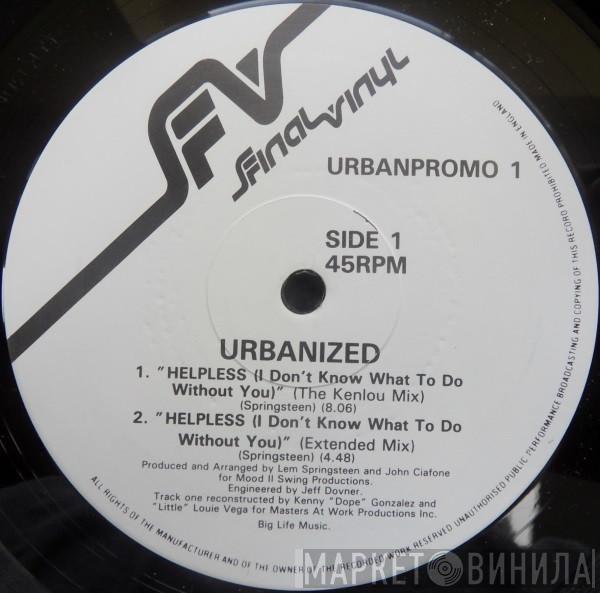 FV
Final Vinyl
URBANPROMO 1
SIDE 1
45RPM
URBANIZED
1. "HELPLESS (I Don't Know What To Do
Without You)" (The Kenlou Mix)
(Springsteen) (8.06)
2. "HELPLESS (I Don't Know What To Do
Without You)" (Extended Mix)
(Springsteen) (4.48)
Produced and Arranged by Lem Springsteen and John Ciafone
for Mood II Swing Productions.
Engineered by Jeff Dovner.
Track one reconstructed by Kenny "Dope" Gonzalez and
"Little" Louie Vega for Masters At Work Productions Inc.
Big Life Music.
ALL RIGHTS OF THE MANUFACTURER AND OF THE OWNER OF THE RECORDED WORK RESERVED UNAUTHORISED PUBLIC PERFORMANCE BROADCASTING AND COPYING OF THIS RECORD PROHIBITED MADE IN ENGLAND
МАРКЕТ ВИНИЛА